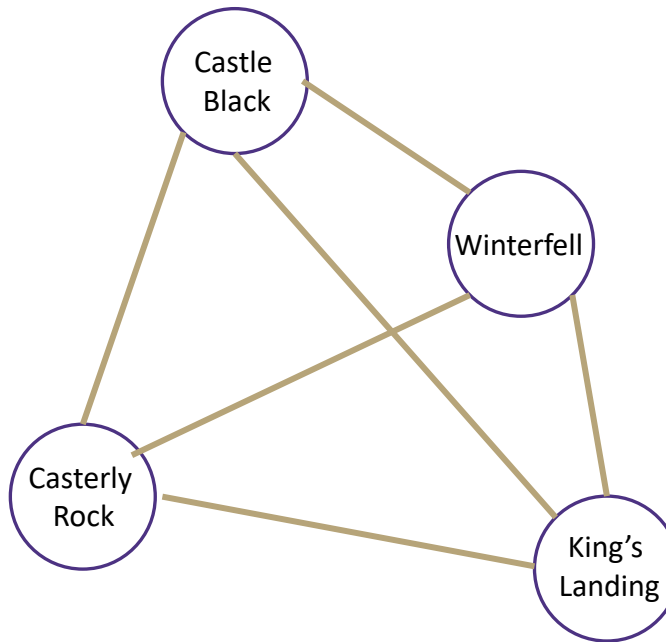 Castle
Black
Winterfell
Casterly
Rock
King’s
Landing